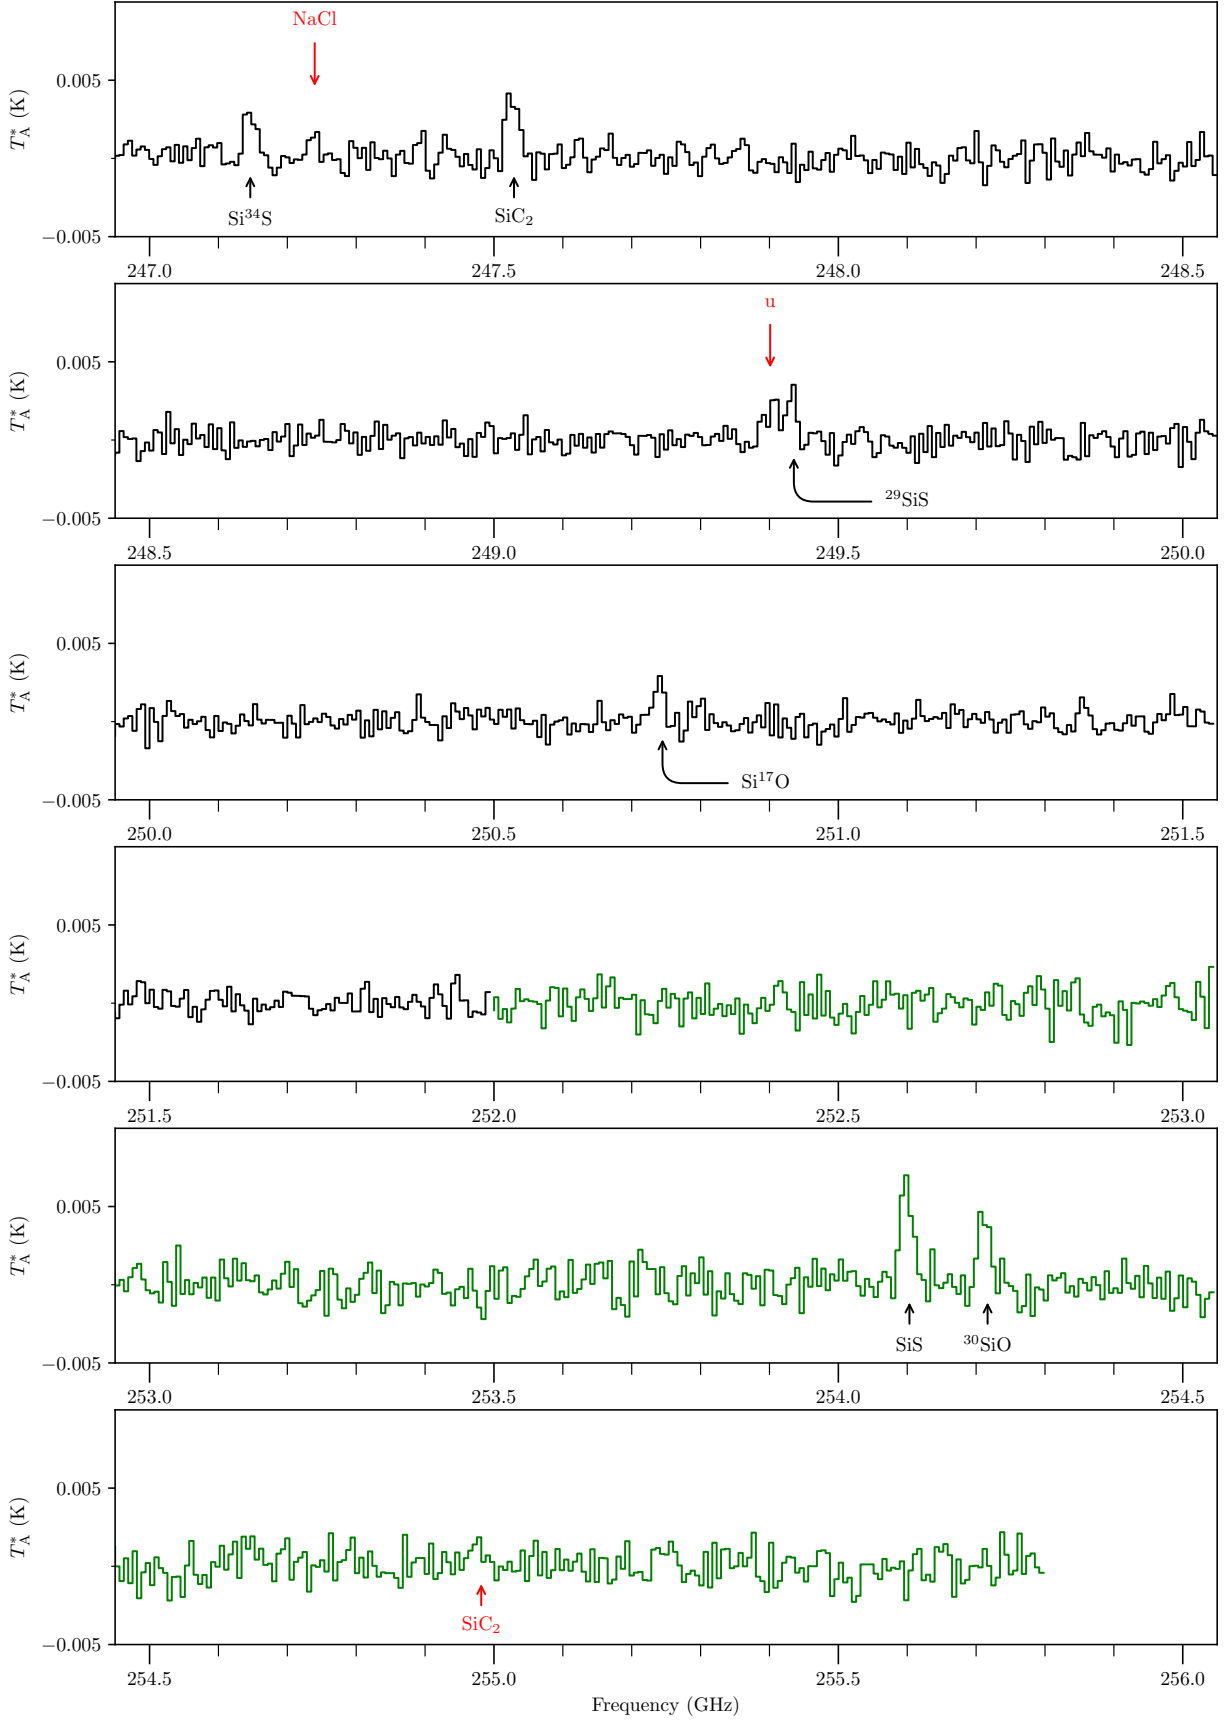 NaCl
0.005
T*A (K)
Si³⁴S
SiC₂
−0.005
247.0 247.5 248.0 248.5
u
0.005
T*A (K)
²⁹SiS
−0.005
248.5 249.0 249.5 250.0
0.005
T*A (K)
Si¹⁷O
−0.005
250.0 250.5 251.0 251.5
0.005
T*A (K)
−0.005
251.5 252.0 252.5 253.0
0.005
T*A (K)
SiS ³⁰SiO
−0.005
253.0 253.5 254.0 254.5
0.005
T*A (K)
SiC₂
−0.005
254.5 255.0 255.5 256.0
Frequency (GHz)